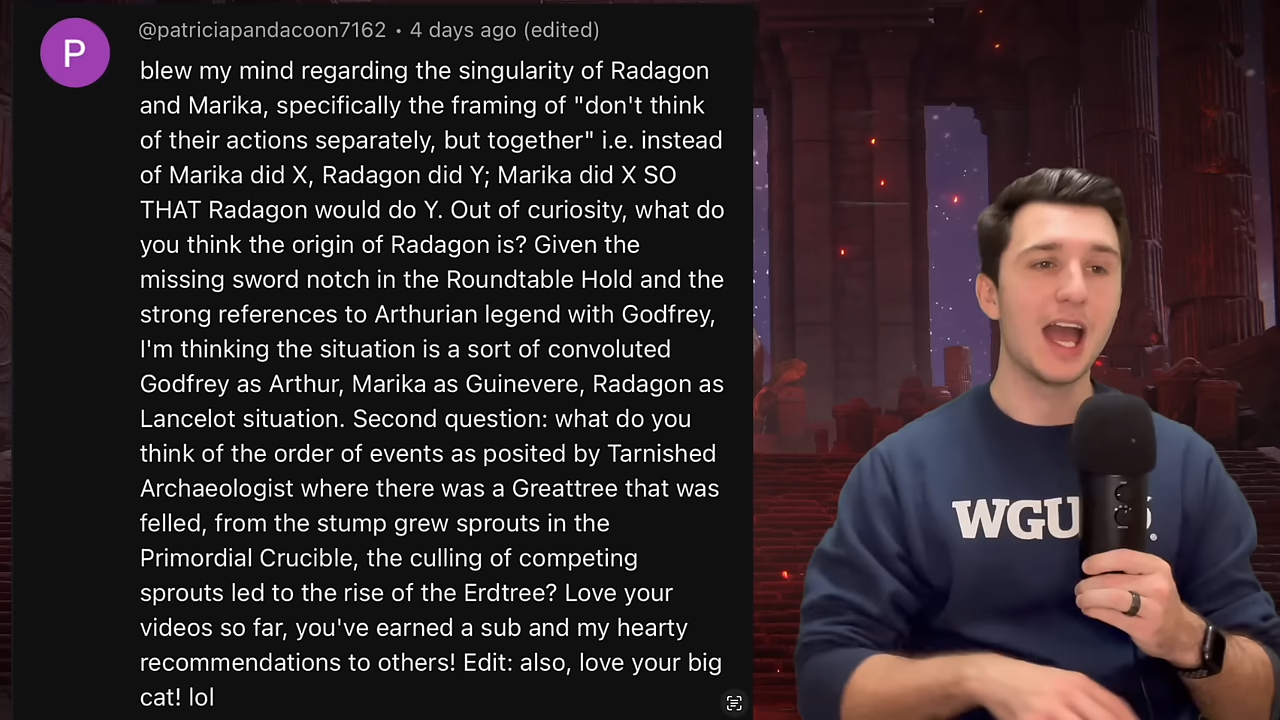 P
@patriciapandacoon7162 • 4 days ago (edited)
blew my mind regarding the singularity of Radagon
and Marika, specifically the framing of "don't think
of their actions separately, but together" i.e. instead
of Marika did X, Radagon did Y; Marika did X SO
THAT Radagon would do Y. Out of curiosity, what do
you think the origin of Radagon is? Given the
missing sword notch in the Roundtable Hold and the
strong references to Arthurian legend with Godfrey,
I'm thinking the situation is a sort of convoluted
Godfrey as Arthur, Marika as Guinevere, Radagon as
Lancelot situation. Second question: what do you
think of the order of events as posited by Tarnished
Archaeologist where there was a Greattree that was
felled, from the stump grew sprouts in the
Primordial Crucible, the culling of competing
sprouts led to the rise of the Erdtree? Love your
videos so far, you've earned a sub and my hearty
recommendations to others! Edit: also, love your big
cat! lol
WGU